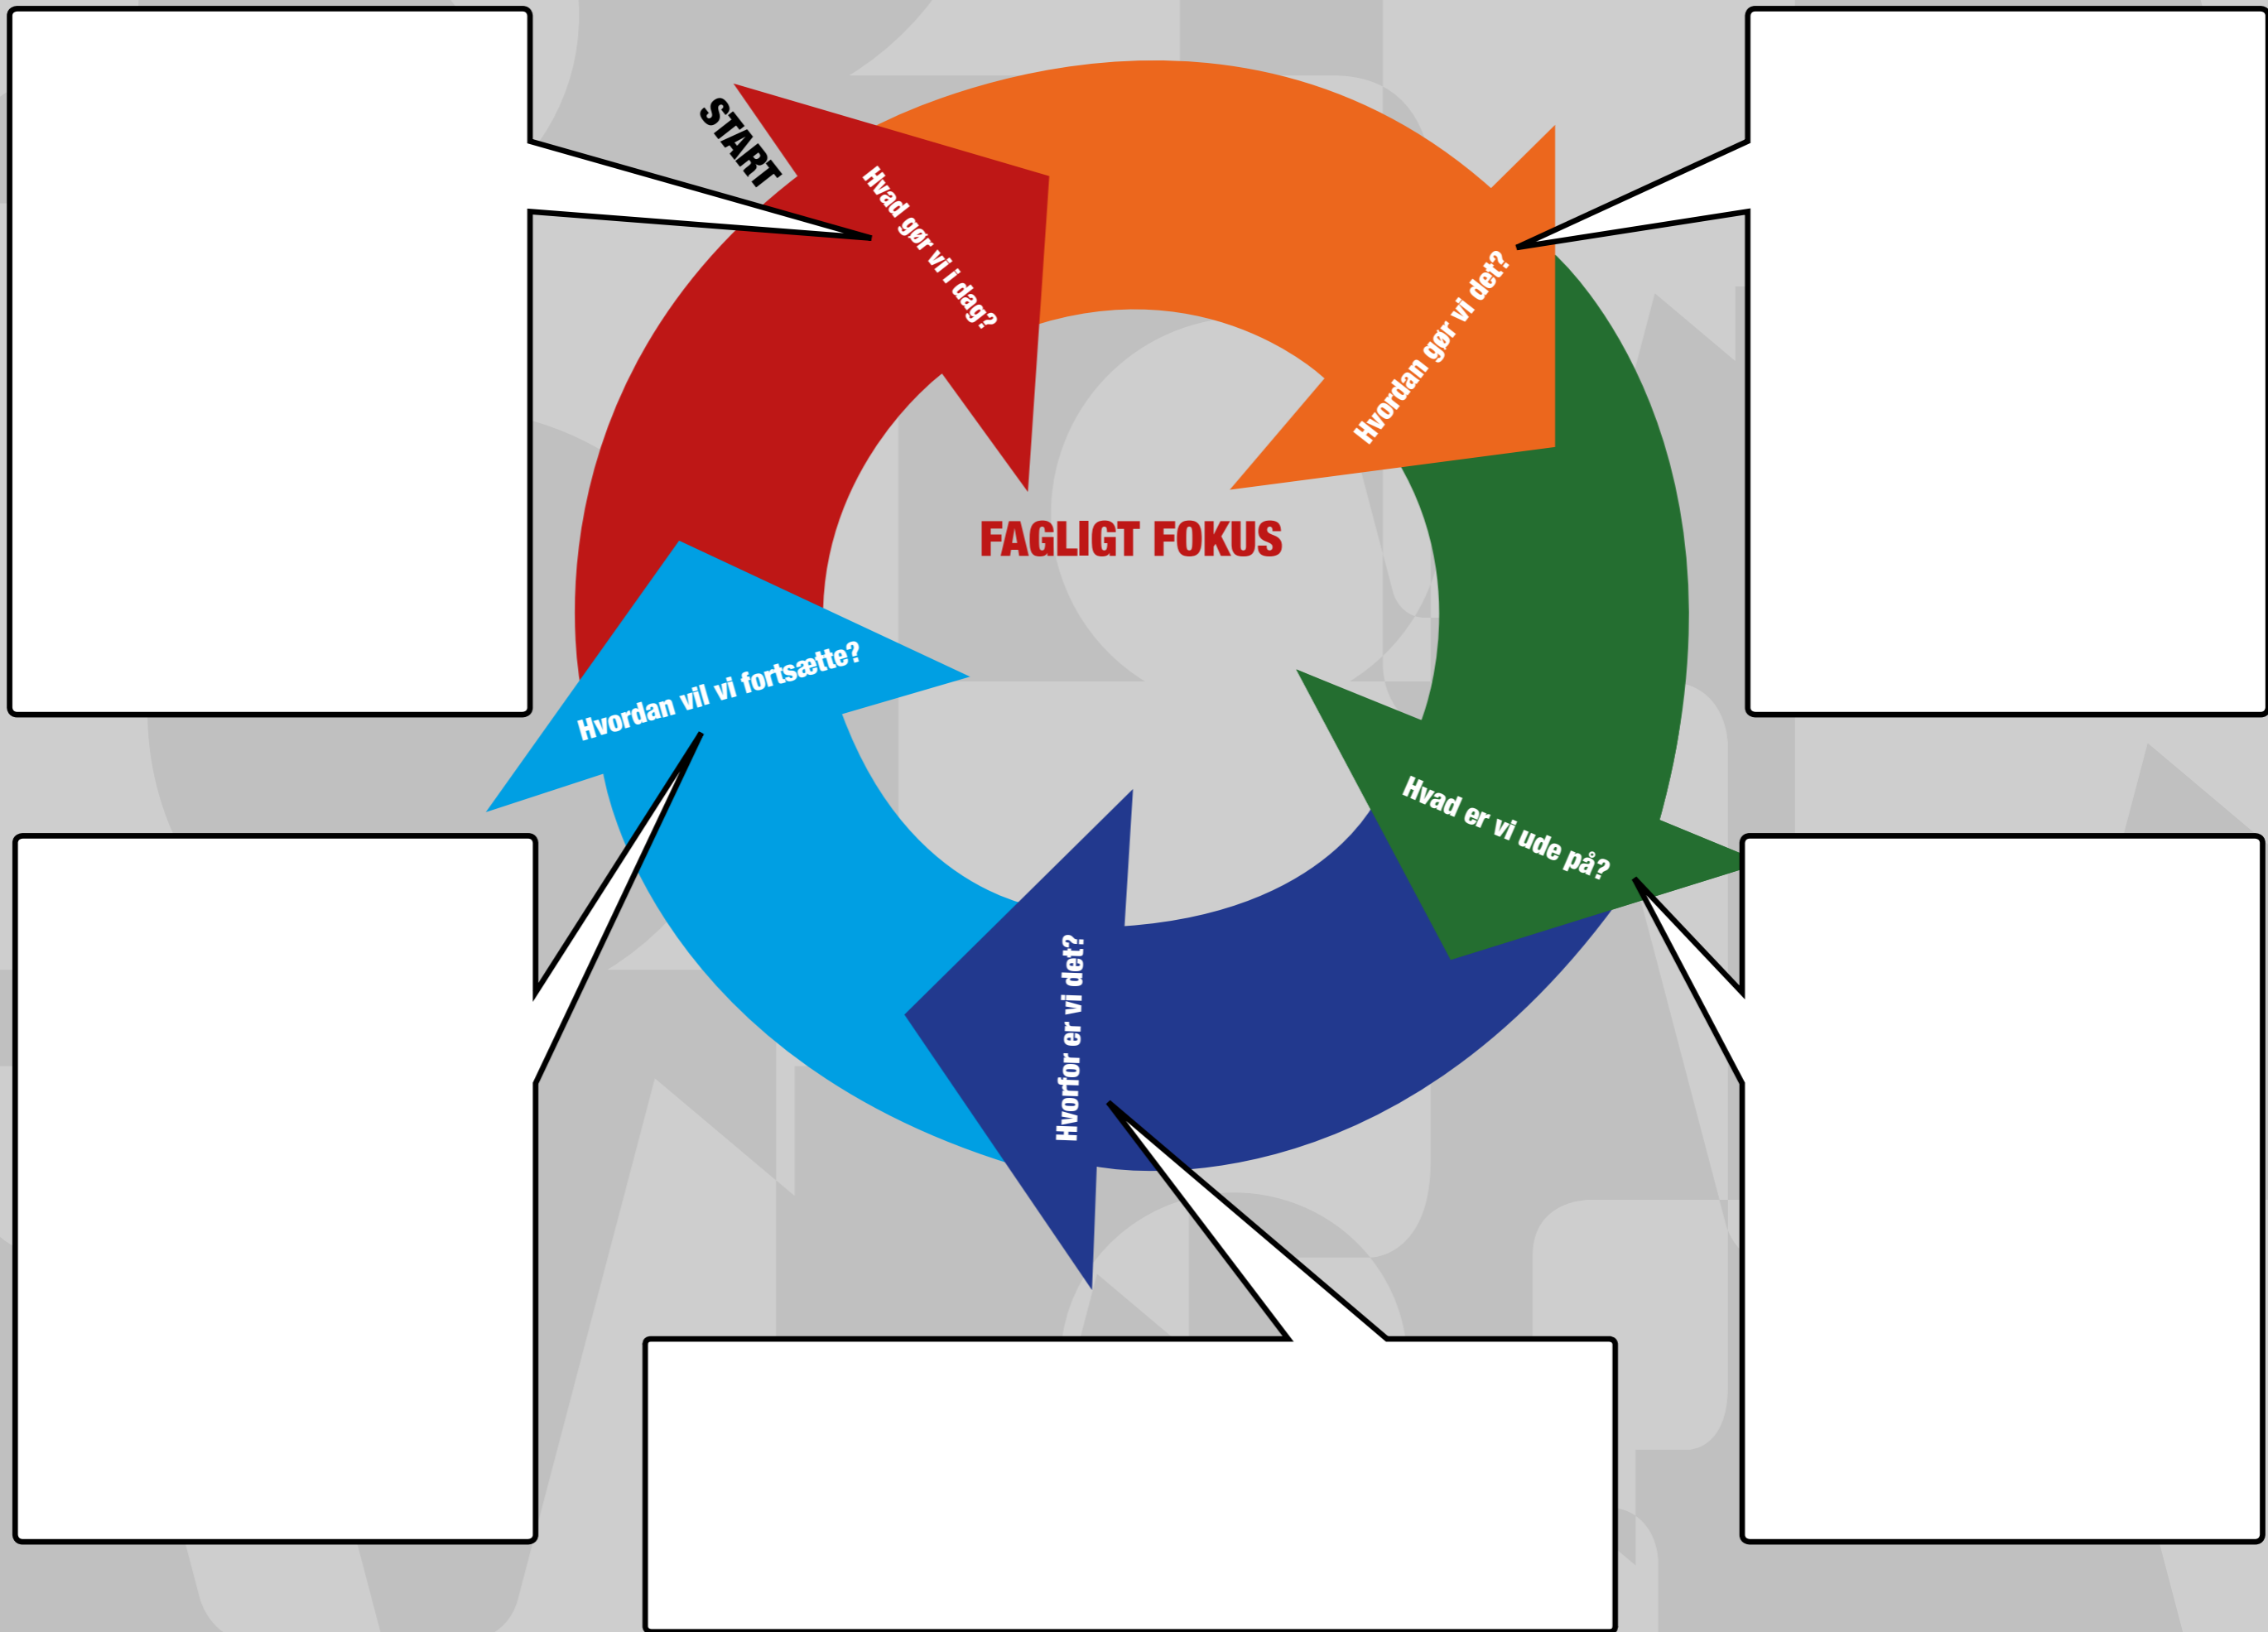 START
Hvad gør vi i dag?
Hvordan gør vi det?
FAGLIGT FOKUS
Hvad er vi ude på?
Hvorfor er vi det?
Hvordan vil vi fortsætte?